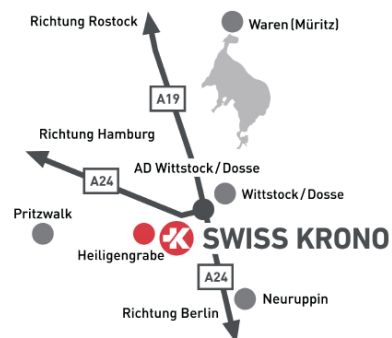 Richtung Rostock
Waren (Müritz)
A19
Richtung Hamburg
AD Wittstock/Dosse
A24
Wittstock/Dosse
Pritzwalk
SWISS KRONO
Heiligengrabe
A24
Neuruppin
Richtung Berlin